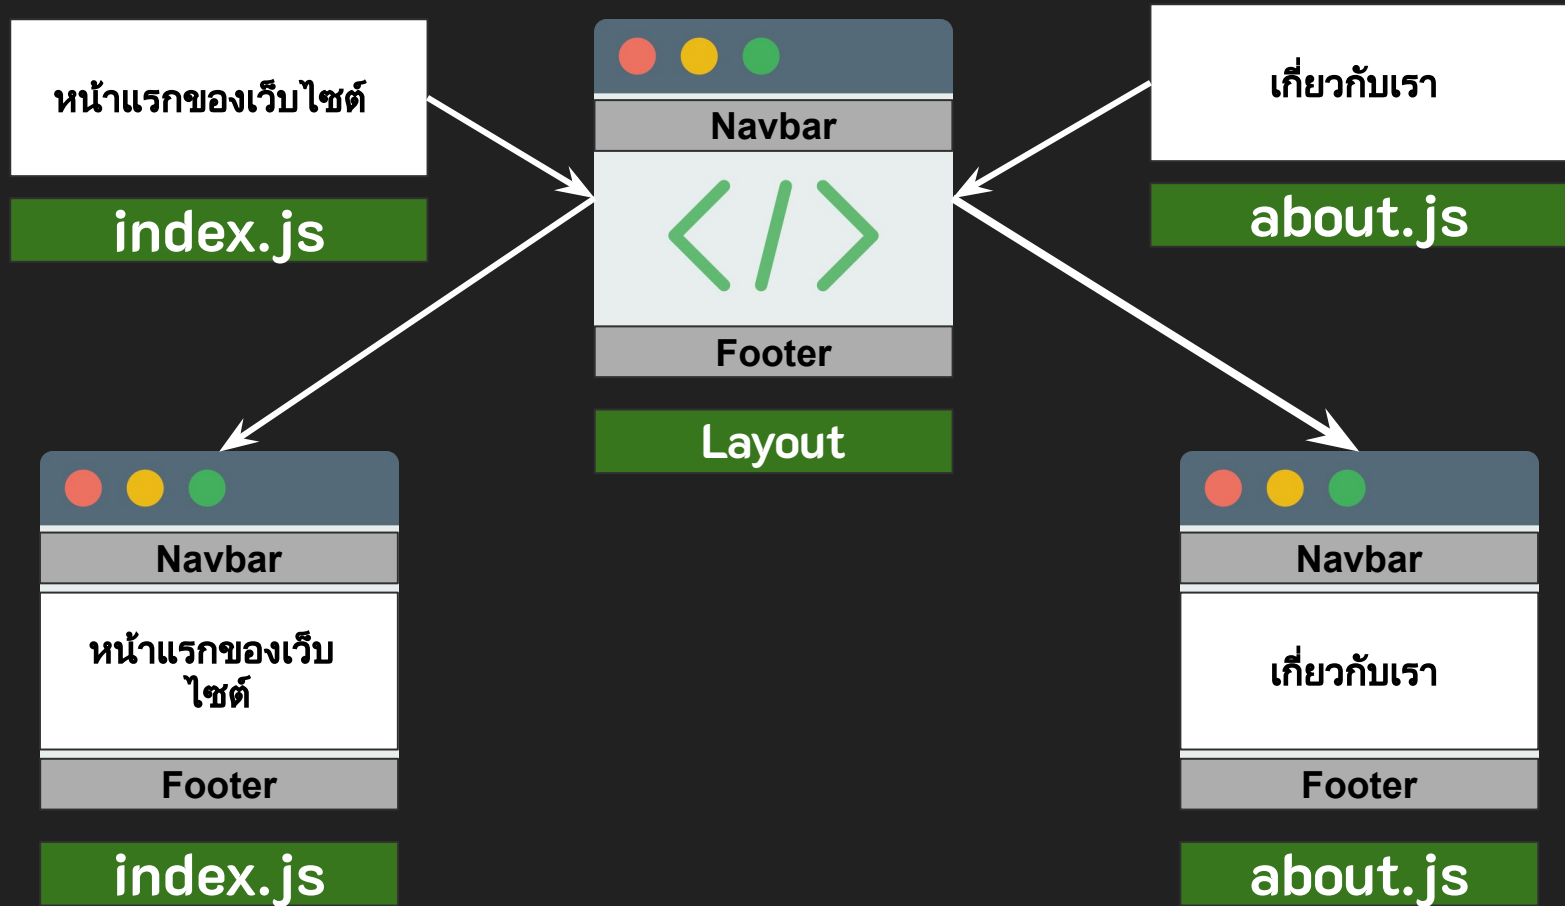 หน้าแรกของเว็บไซต์
index.js
Navbar
</>
Footer
Layout
เกี่ยวกับเรา
about.js
Navbar
หน้าแรกของเว็บ
ไซต์
Footer
index.js
Navbar
เกี่ยวกับเรา
Footer
about.js